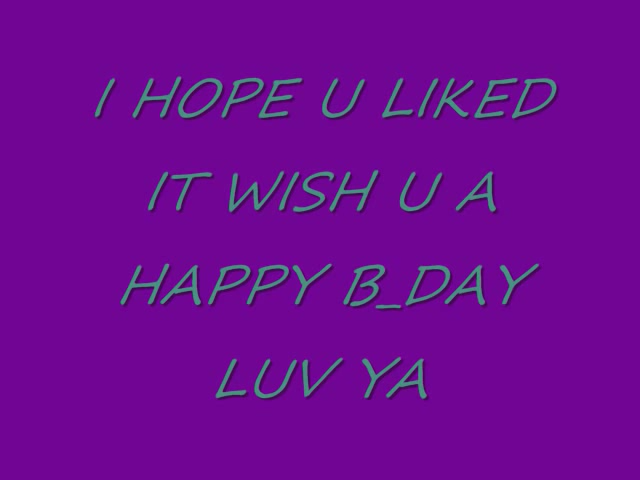 I HOPE U LIKED
IT WISH U A
HAPPY B_DAY
LUV YA